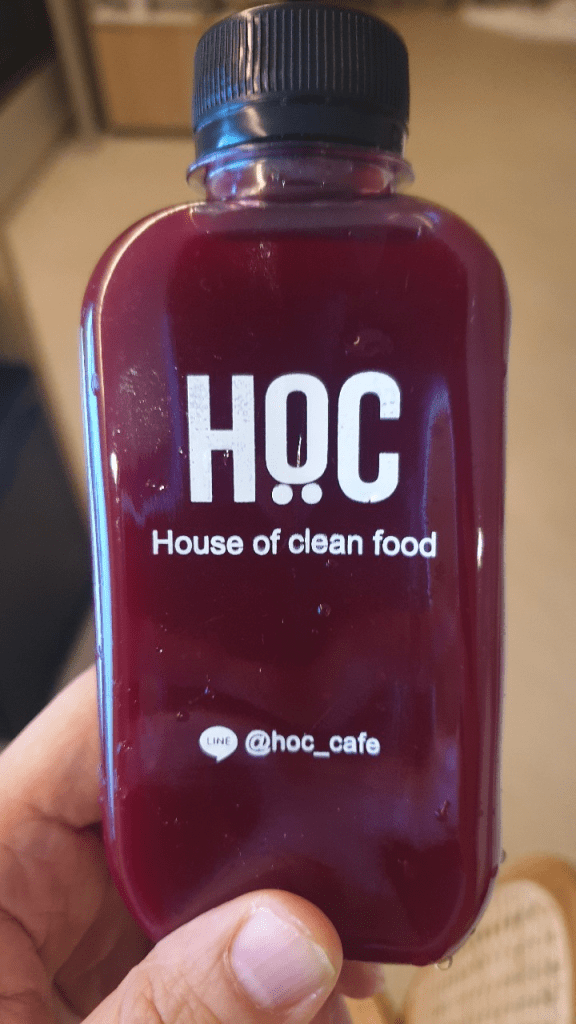 HOC
House of clean food
LINE @hoc_cafe